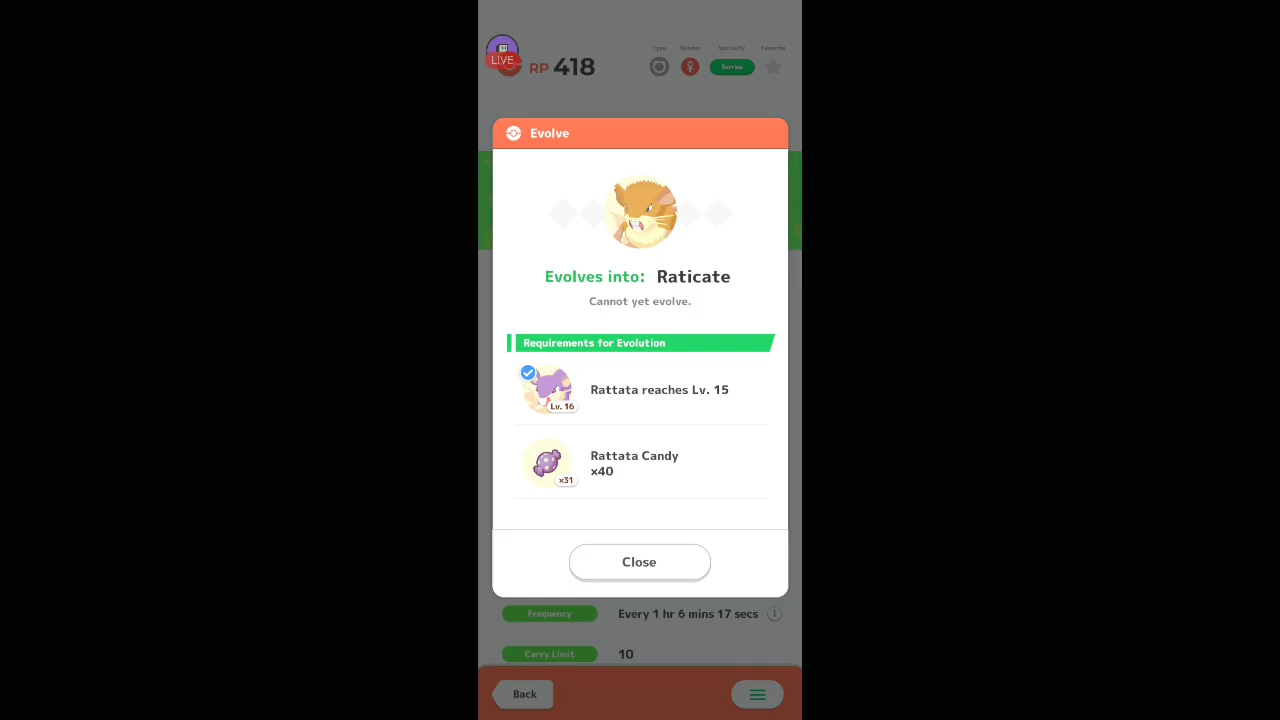 Type Gender Specialty Favorite
LIVE
RP 418
Berries
Evolve
Evolves into: Raticate
Cannot yet evolve.
Requirements for Evolution
Rattata reaches Lv. 15
Lv. 16
Rattata Candy
×40
×31
Close
Frequency Every 1 hr 6 mins 17 secs
Carry Limit 10
Back